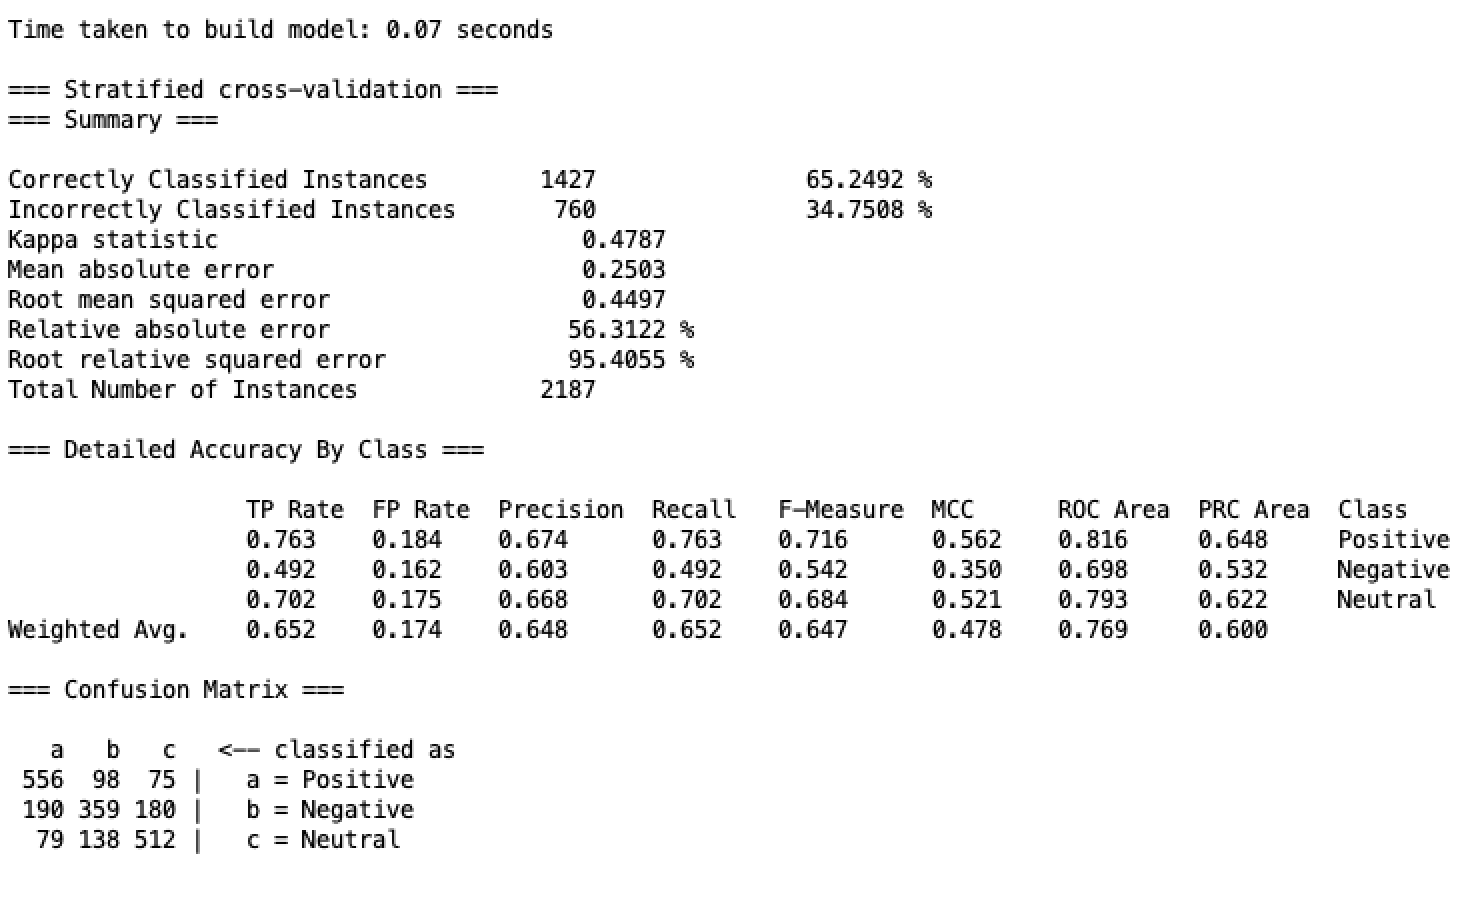 Time taken to build model: 0.07 seconds
=== Stratified cross-validation ===
=== Summary ===
Correctly Classified Instances 1427 65.2492 %
Incorrectly Classified Instances 760 34.7508 %
Kappa statistic 0.4787
Mean absolute error 0.2503
Root mean squared error 0.4497
Relative absolute error 56.3122 %
Root relative squared error 95.4055 %
Total Number of Instances 2187
=== Detailed Accuracy By Class ===
TP Rate FP Rate Precision Recall F-Measure MCC ROC Area PRC Area Class
0.763 0.184 0.674 0.763 0.716 0.562 0.816 0.648 Positive
0.492 0.162 0.603 0.492 0.542 0.350 0.698 0.532 Negative
0.702 0.175 0.668 0.702 0.684 0.521 0.793 0.622 Neutral
Weighted Avg. 0.652 0.174 0.648 0.652 0.647 0.478 0.769 0.600
=== Confusion Matrix ===
a b c <-- classified as
556 98 75 | a = Positive
190 359 180 | b = Negative
79 138 512 | c = Neutral